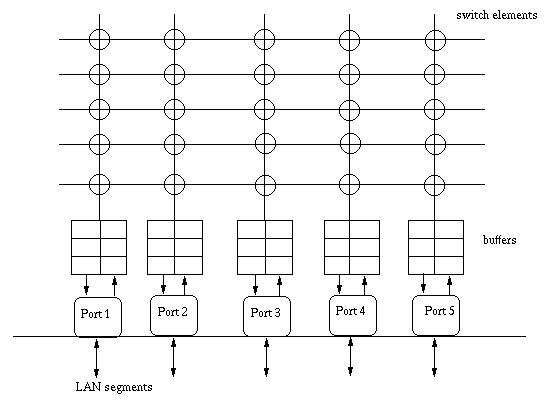 switch elements
buffers
Port 1
Port 2
Port 3
Port 4
Port 5
LAN segments